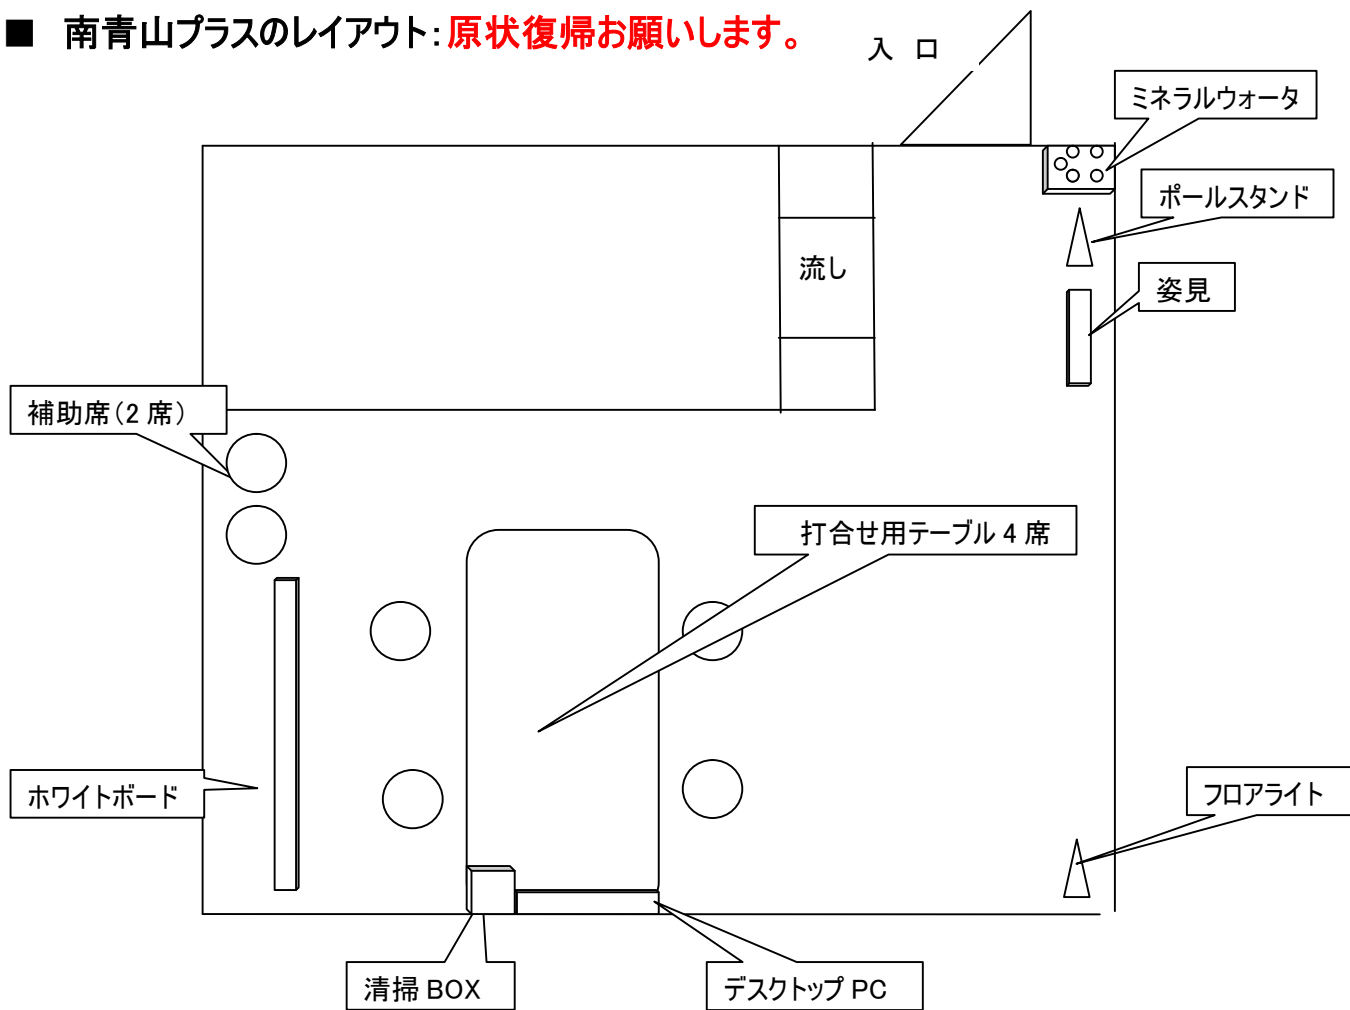 ■ 南青山プラスのレイアウト:原状復帰お願いします。
入 口
ミネラルウォータ
ポールスタンド
流し
姿見
補助席(2 席)
打合せ用テーブル 4 席
ホワイトボード
フロアライト
清掃 BOX
デスクトップ PC